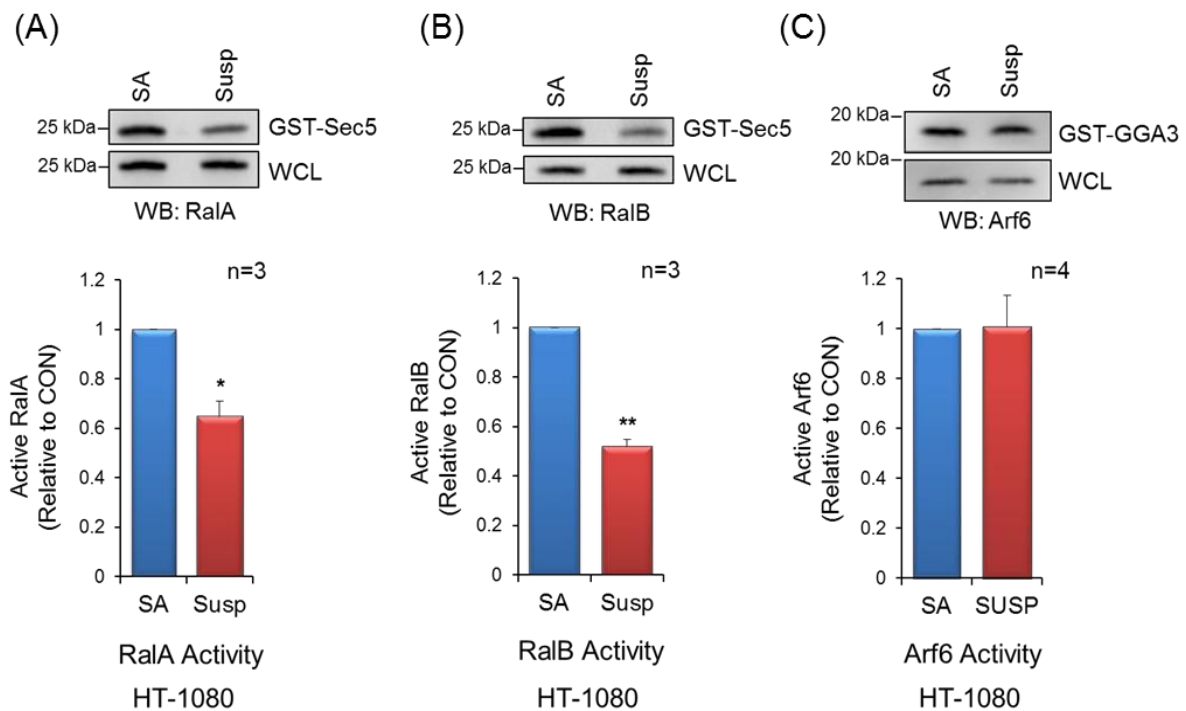 (A)
SA
Susp
25 kDa
GST-Sec5
25 kDa
WCL
WB: RalA
n=3
Active RalA
(Relative to CON)
1.2
1
0.8
0.6
0.4
0.2
0
*
SA
Susp
RalA Activity
HT-1080
(B)
SA
Susp
25 kDa
GST-Sec5
25 kDa
WCL
WB: RalB
n=3
Active RalB
(Relative to CON)
1.2
1
0.8
0.6
0.4
0.2
0
**
SA
Susp
RalB Activity
HT-1080
(C)
SA
Susp
20 kDa
GST-GGA3
20 kDa
WCL
WB: Arf6
n=4
Active Arf6
(Relative to CON)
1.2
1
0.8
0.6
0.4
0.2
0
SA
SUSP
Arf6 Activity
HT-1080